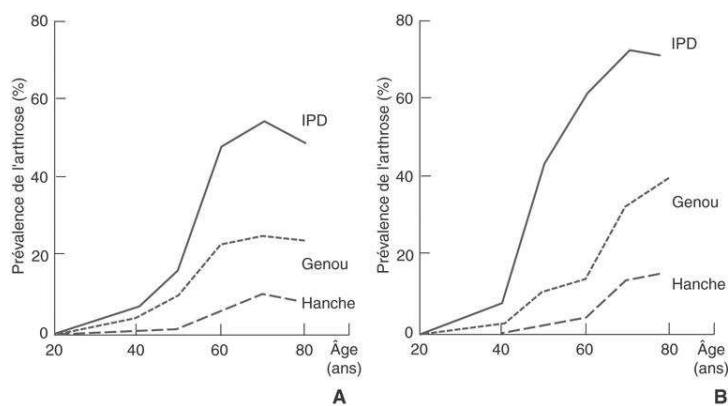 Prévalence de l'arthrose (%)
80
60
40
20
0
20
40
60
80
Âge
(ans)
IPD
Genou
Hanche
A
Prévalence de l'arthrose (%)
80
60
40
20
0
20
40
60
80
Âge
(ans)
IPD
Genou
Hanche
B